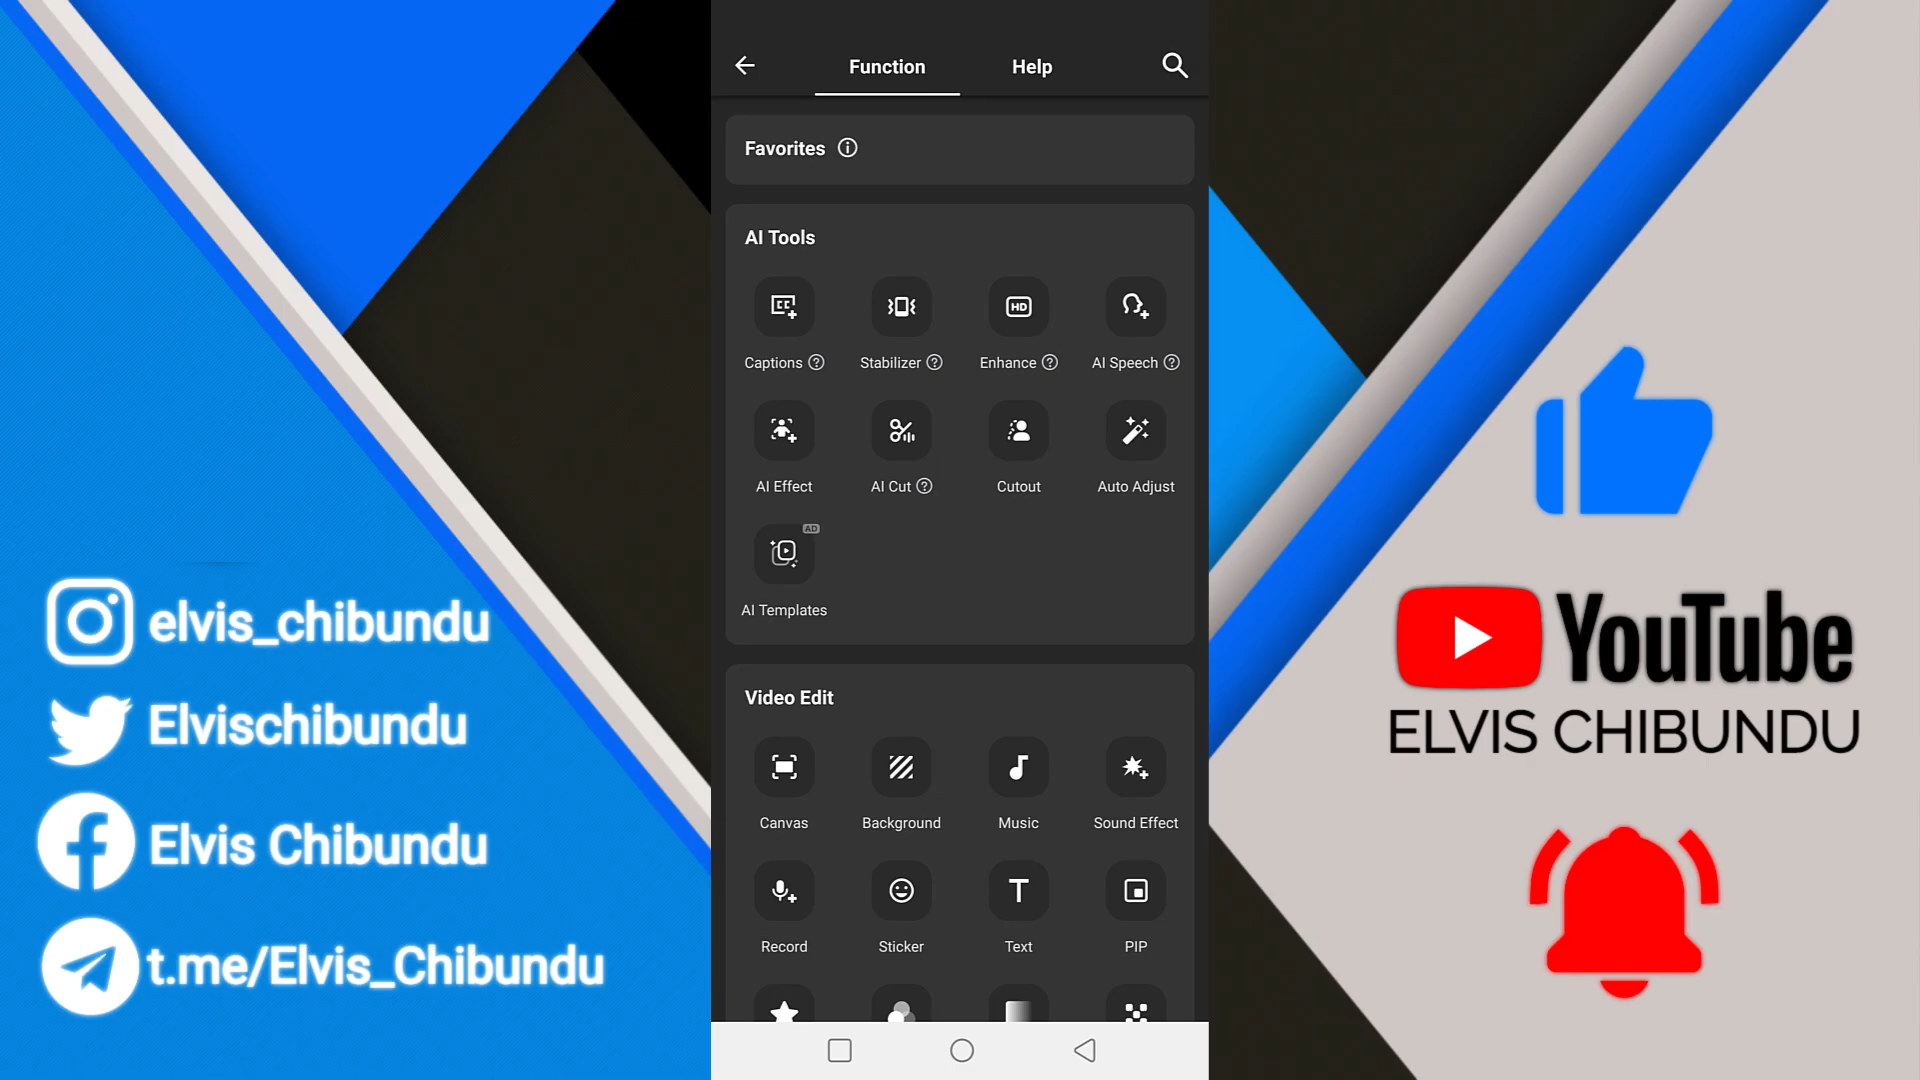 Function Help
Favorites
AI Tools
Captions Stabilizer Enhance AI Speech
AI Effect AI Cut Cutout Auto Adjust
AD
AI Templates
Video Edit
Canvas Background Music Sound Effect
Record Sticker Text PIP
CC
HD
elvis_chibundu
Elvischibundu
Elvis Chibundu
t.me/Elvis_Chibundu
YouTube
ELVIS CHIBUNDU